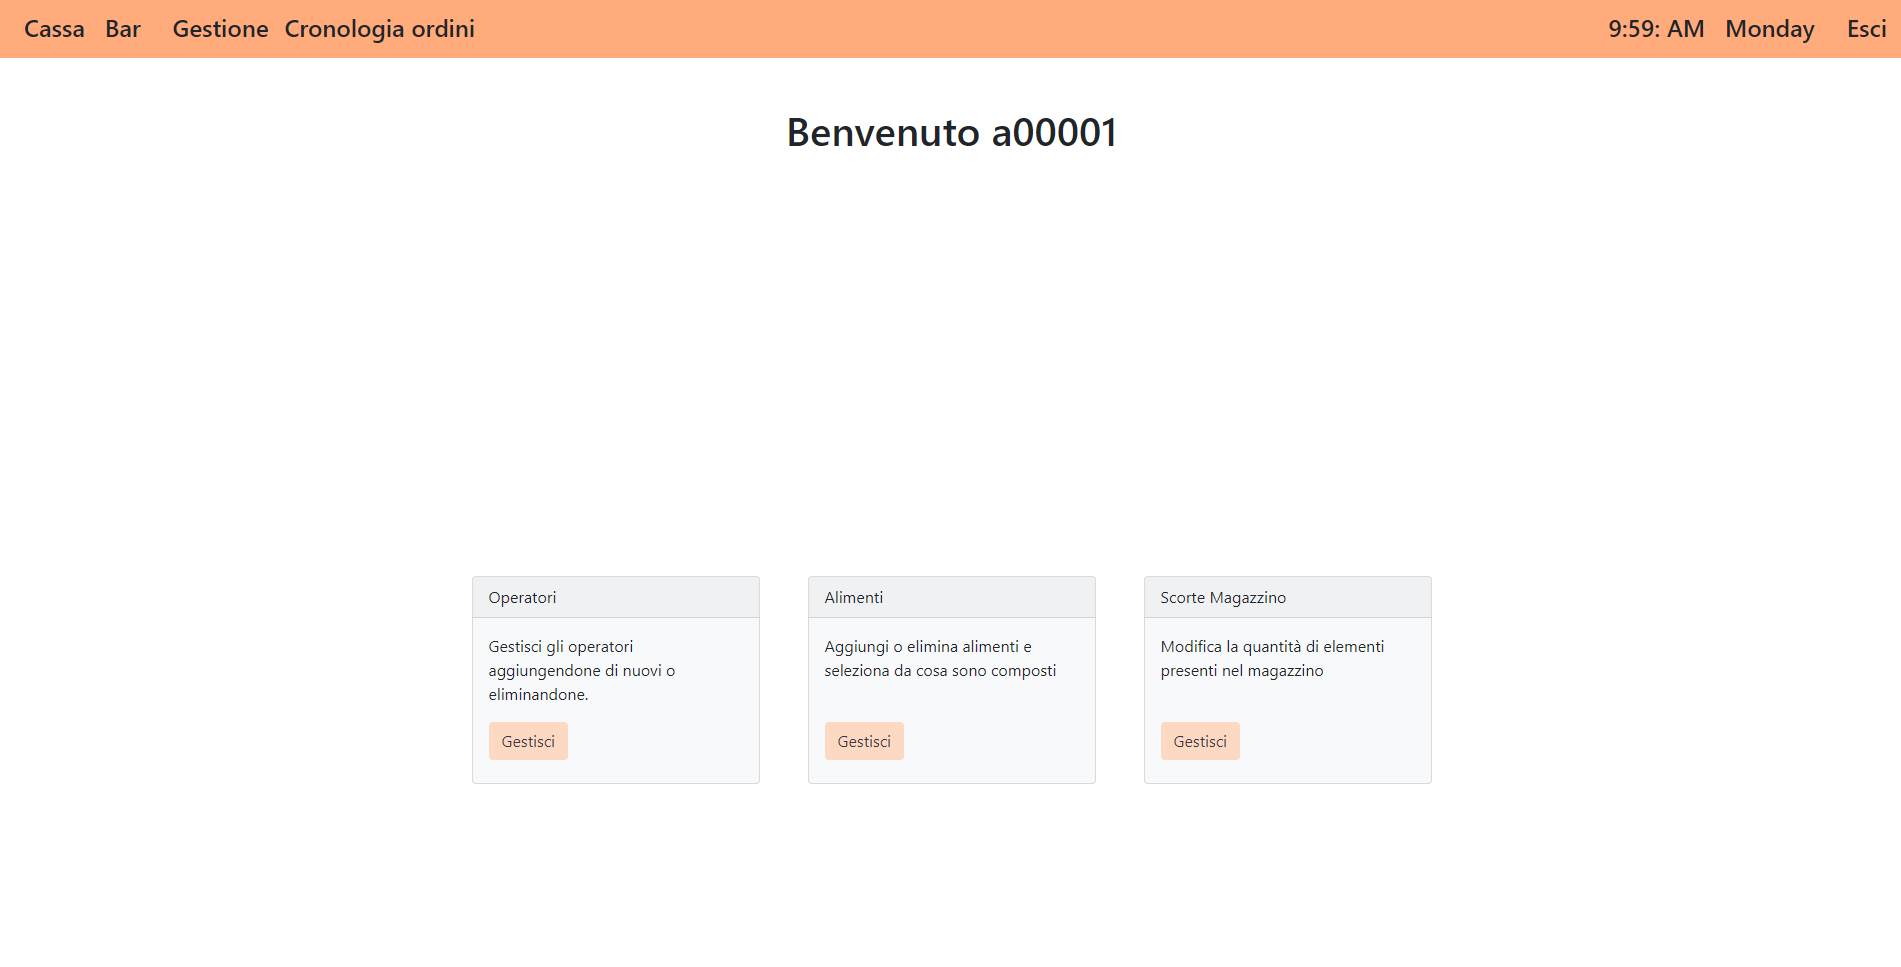 Cassa Bar Gestione Cronologia ordini 9:59: AM Monday Esci
Benvenuto a00001
Operatori
Gestisci gli operatori
aggiungendone di nuovi o
eliminandone.
Gestisci
Alimenti
Aggiungi o elimina alimenti e
seleziona da cosa sono composti
Gestisci
Scorte Magazzino
Modifica la quantità di elementi
presenti nel magazzino
Gestisci